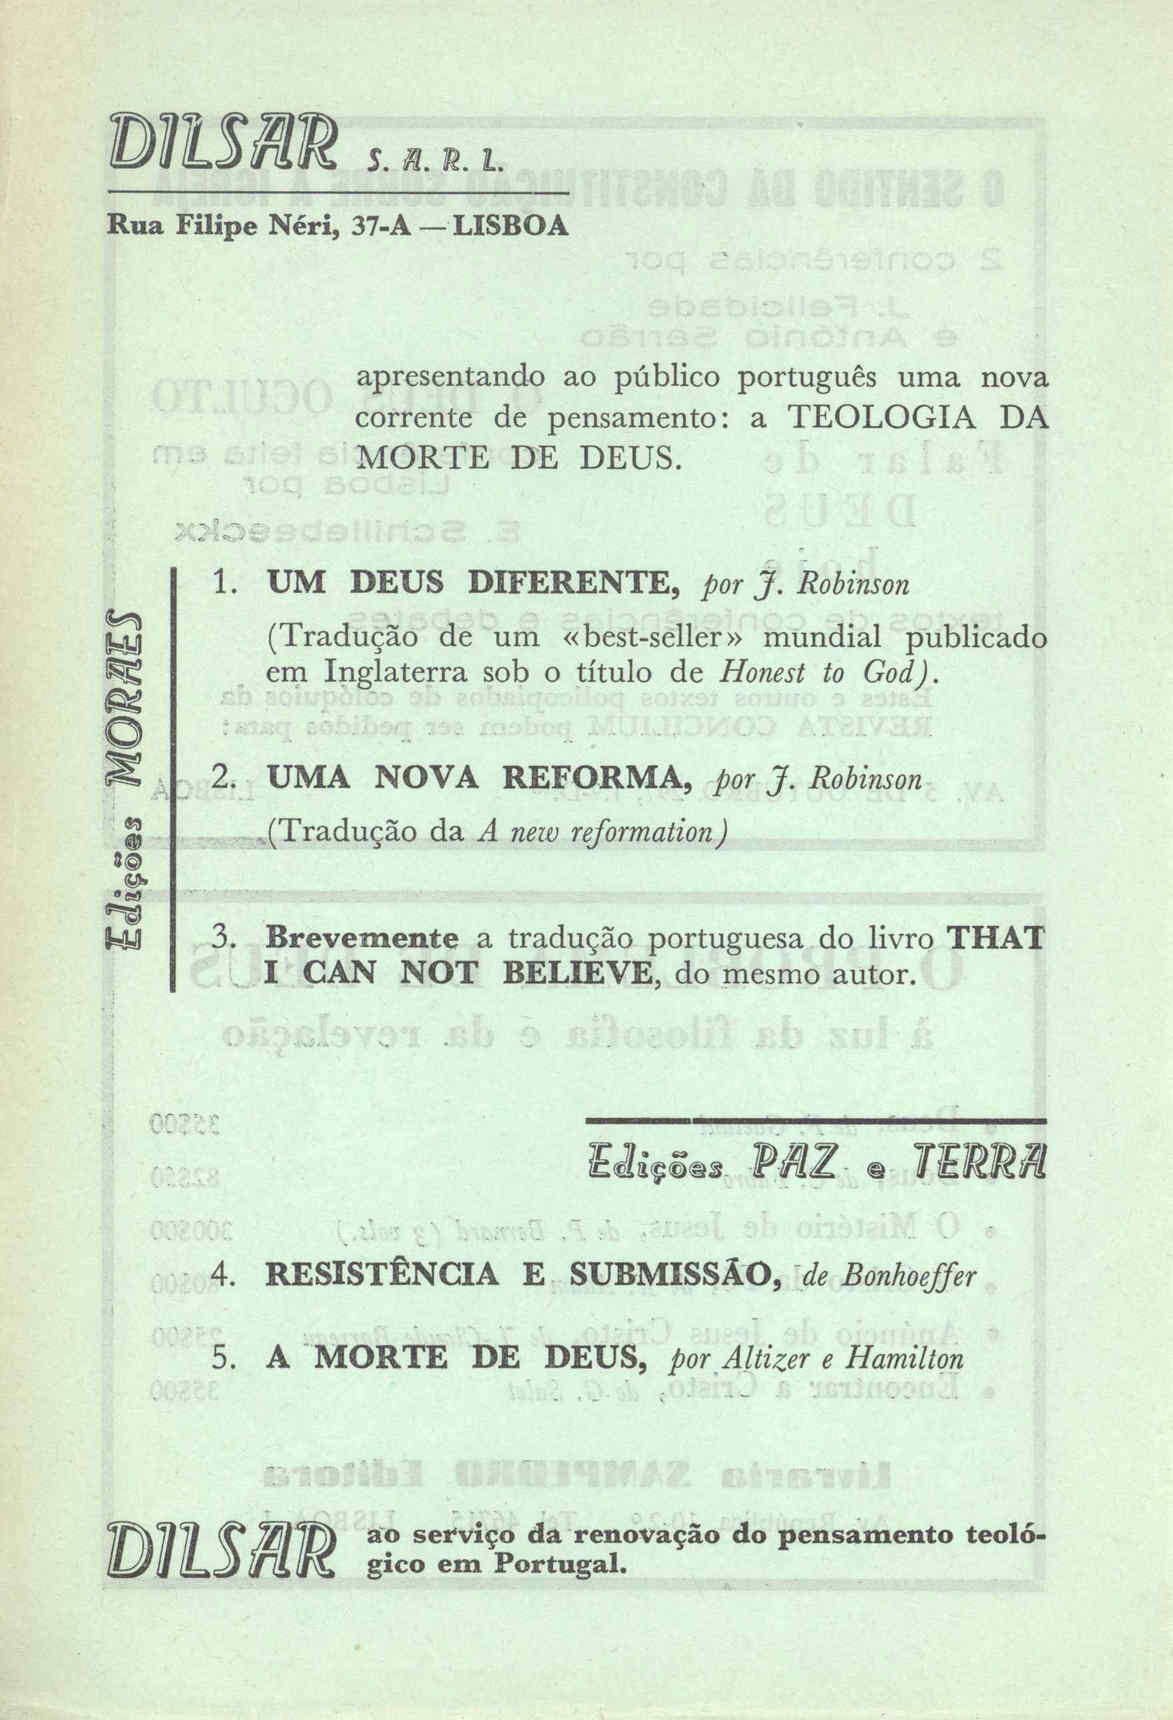 DILSAR S. A. R. L.
Rua Filipe Néri, 37-A — LISBOA
apresentando ao público português uma nova
corrente de pensamento: a TEOLOGIA DA
MORTE DE DEUS.
Edições MORAES
1. UM DEUS DIFERENTE, por J. Robinson
(Tradução de um «best-seller» mundial publicado
em Inglaterra sob o título de Honest to God).
2. UMA NOVA REFORMA, por J. Robinson
(Tradução da A new reformation)
3. Brevemente a tradução portuguesa do livro THAT
I CAN NOT BELIEVE, do mesmo autor.
Edições PAZ e TERRA
4. RESISTÊNCIA E SUBMISSÃO, de Bonhoeffer
5. A MORTE DE DEUS, por Altizer e Hamilton
DILSAR ao serviço da renovação do pensamento teoló-
gico em Portugal.